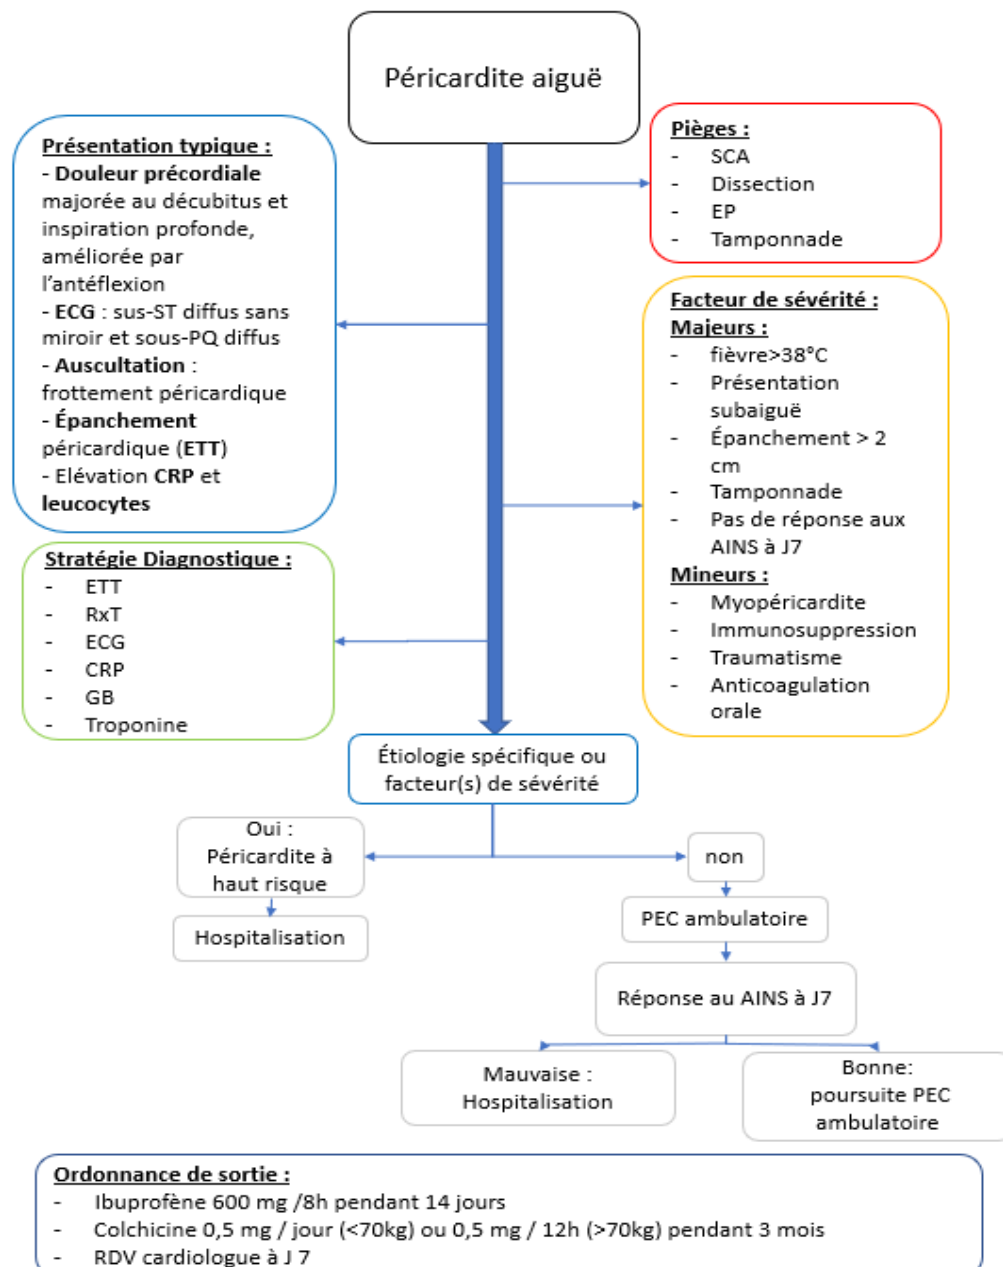 Péricardite aiguë
Présentation typique :
- Douleur précordiale
majorée au décubitus et
inspiration profonde,
améliorée par
l'antéflexion
- ECG : sus-ST diffus sans
miroir et sous-PQ diffus
- Auscultation :
frottement péricardique
- Épanchement
péricardique (ETT)
- Elévation CRP et
leucocytes
Pièges :
- SCA
- Dissection
- EP
- Tamponnade
Facteur de sévérité :
Majeurs :
- fièvre>38°C
- Présentation
subaiguë
- Épanchement > 2
cm
- Tamponnade
- Pas de réponse aux
AINS à J7
Mineurs :
- Myopéricardite
- Immunosuppression
- Traumatisme
- Anticoagulation
orale
Stratégie Diagnostique :
- ETT
- RxT
- ECG
- CRP
- GB
- Troponine
Étiologie spécifique ou
facteur(s) de sévérité
Oui :
Péricardite à
haut risque
Hospitalisation
non
PEC ambulatoire
Réponse au AINS à J7
Mauvaise :
Hospitalisation
Bonne:
poursuite PEC
ambulatoire
Ordonnance de sortie :
- Ibuprofène 600 mg /8h pendant 14 jours
- Colchicine 0,5 mg / jour (<70kg) ou 0,5 mg / 12h (>70kg) pendant 3 mois
- RDV cardiologue à J 7